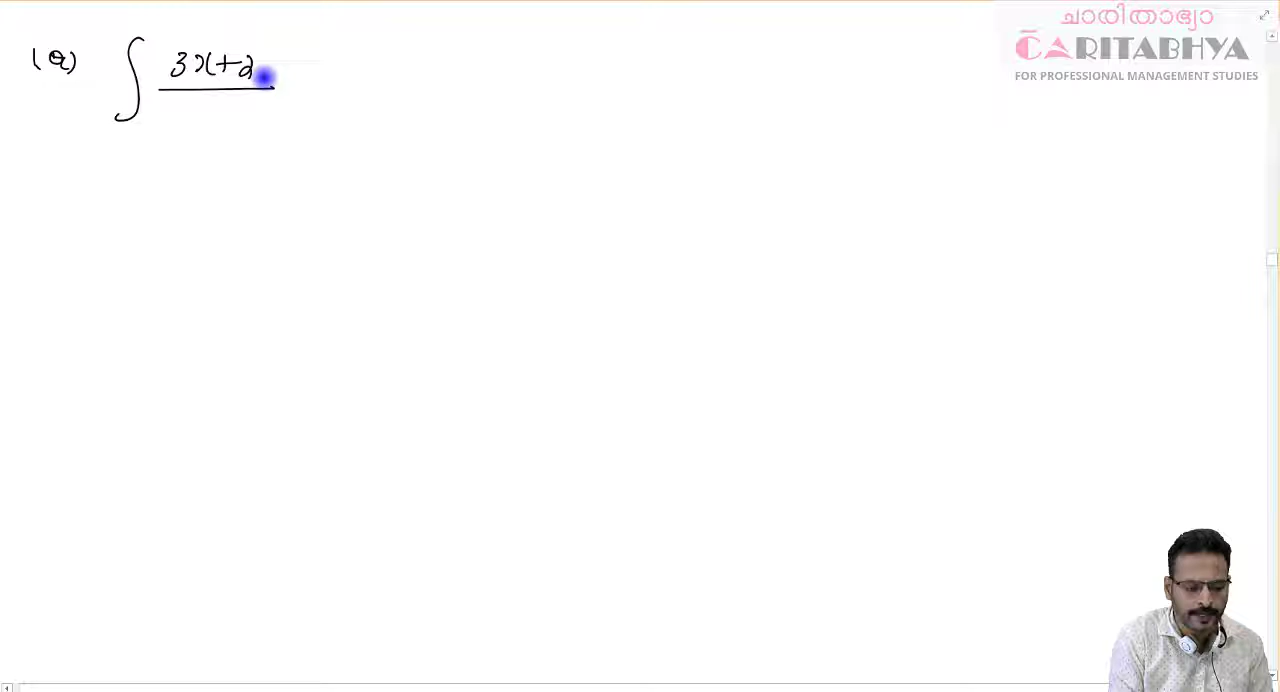 ചാരിതാഭ്യാ
CARITABHYA
FOR PROFESSIONAL MANAGEMENT STUDIES
(Q) ∫ 3x+2